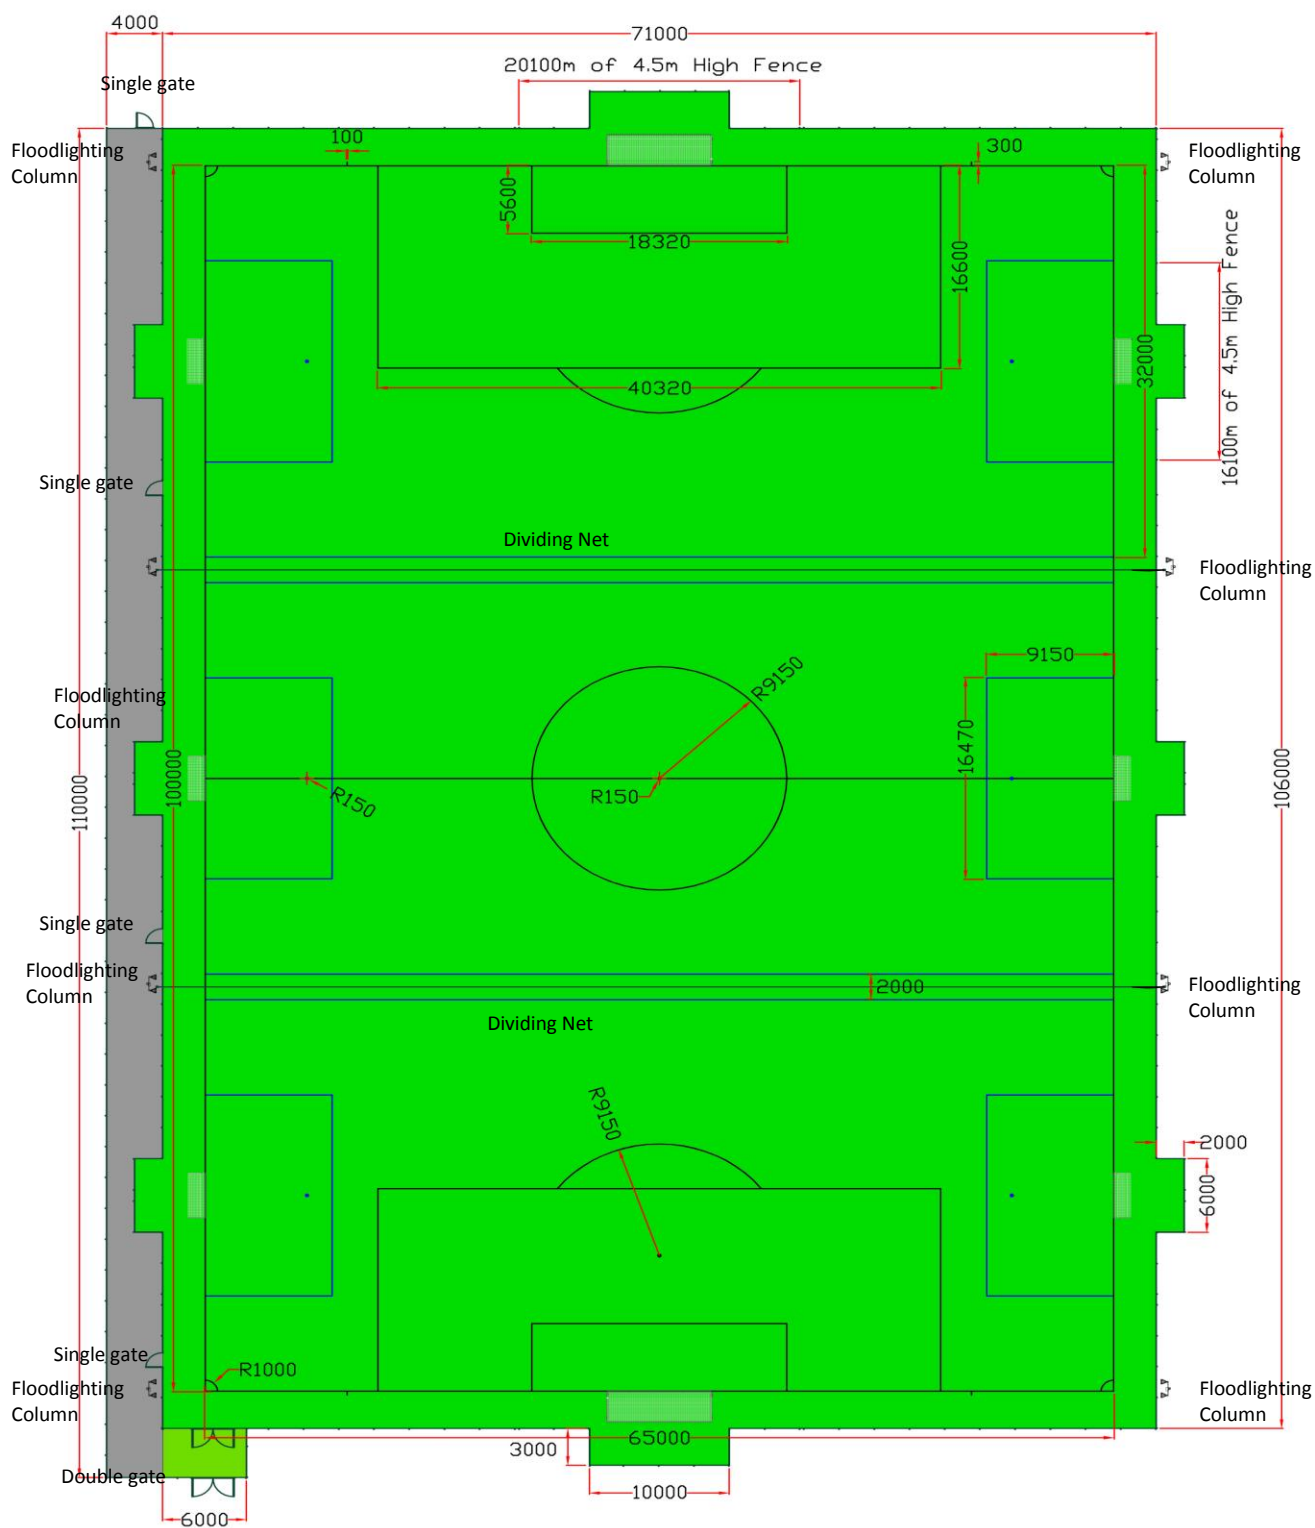 4000
71000
20100m of 4.5m High Fence
Single gate
Floodlighting
Column
100
300
Floodlighting
Column
5600
18320
16600
16100m of 4.5m High Fence
32000
40320
Single gate
Dividing Net
Floodlighting
Column
9150
R9150
Floodlighting
Column
16470
100000
110000
106000
R150
R150
Single gate
Floodlighting
Column
2000
Floodlighting
Column
Dividing Net
R9150
2000
6000
Single gate
R1000
Floodlighting
Column
Floodlighting
Column
65000
3000
Double gate
10000
6000